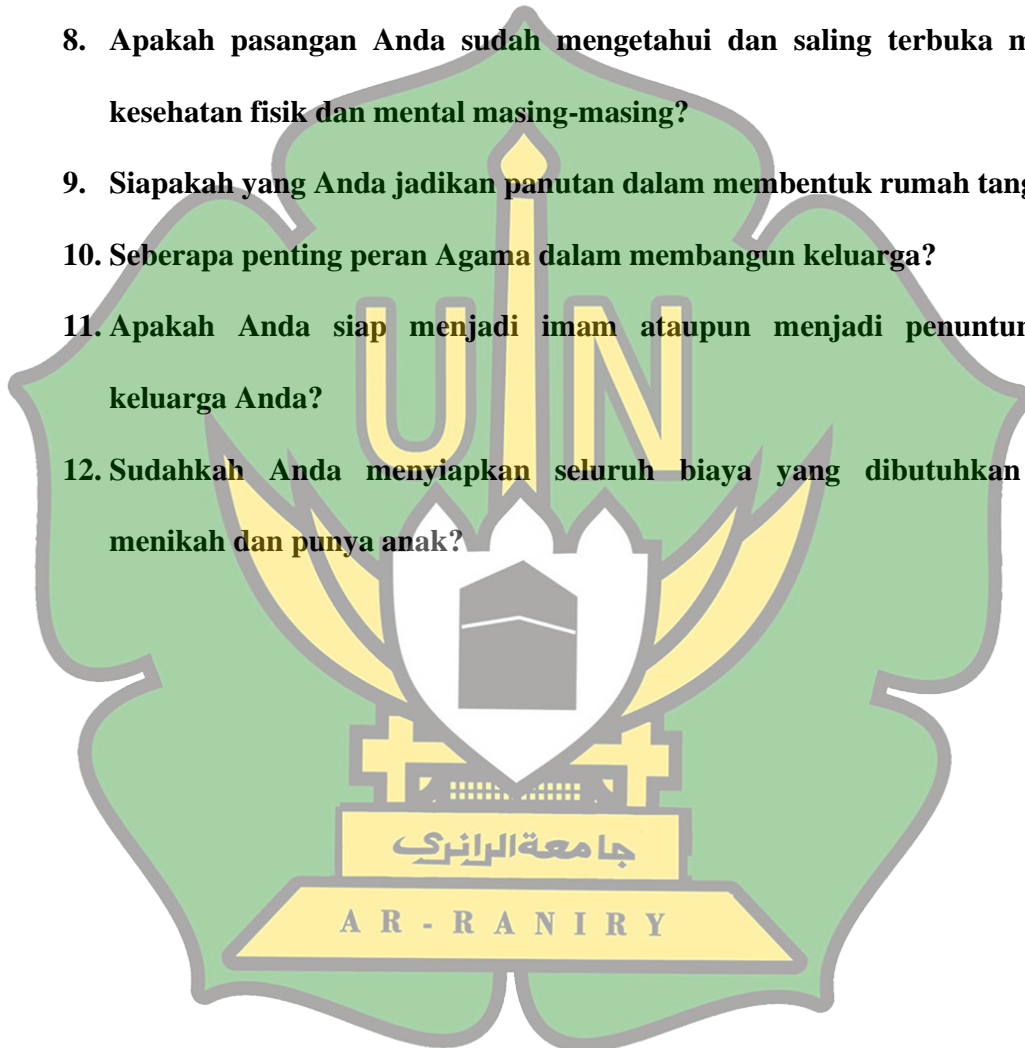 8. Apakah pasangan Anda sudah mengetahui dan saling terbuka m
kesehatan fisik dan mental masing-masing?
9. Siapakah yang Anda jadikan panutan dalam membentuk rumah tang
10. Seberapa penting peran Agama dalam membangun keluarga?
11. Apakah Anda siap menjadi imam ataupun menjadi penuntun
keluarga Anda?
12. Sudahkah Anda menyiapkan seluruh biaya yang dibutuhkan
menikah dan punya anak?
UIN
جامعة الرانري
AR-RANIRY